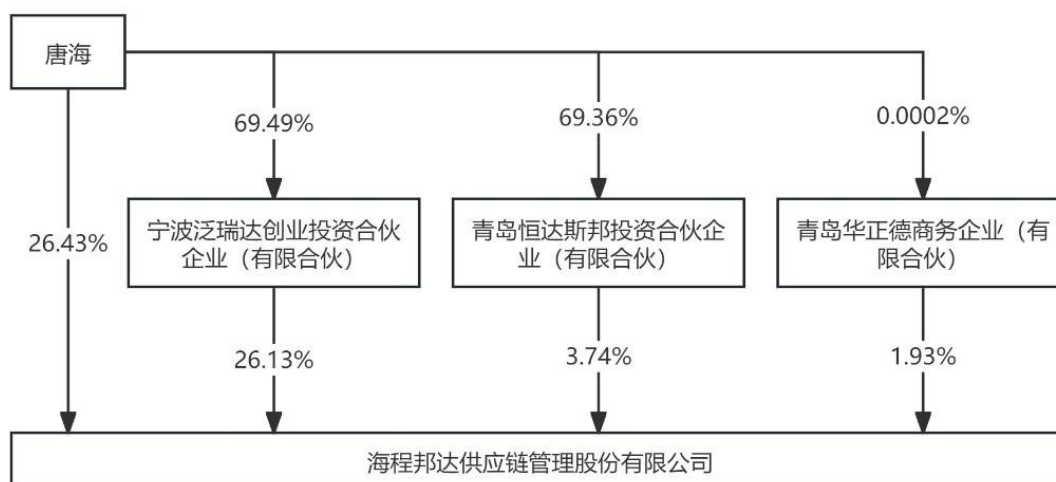 唐海
69.49%
69.36%
0.0002%
26.43%
宁波泛瑞达创业投资合伙
企业（有限合伙）
青岛恒达斯邦投资合伙企
业（有限合伙）
青岛华正德商务企业（有
限合伙）
26.13%
3.74%
1.93%
海程邦达供应链管理股份有限公司